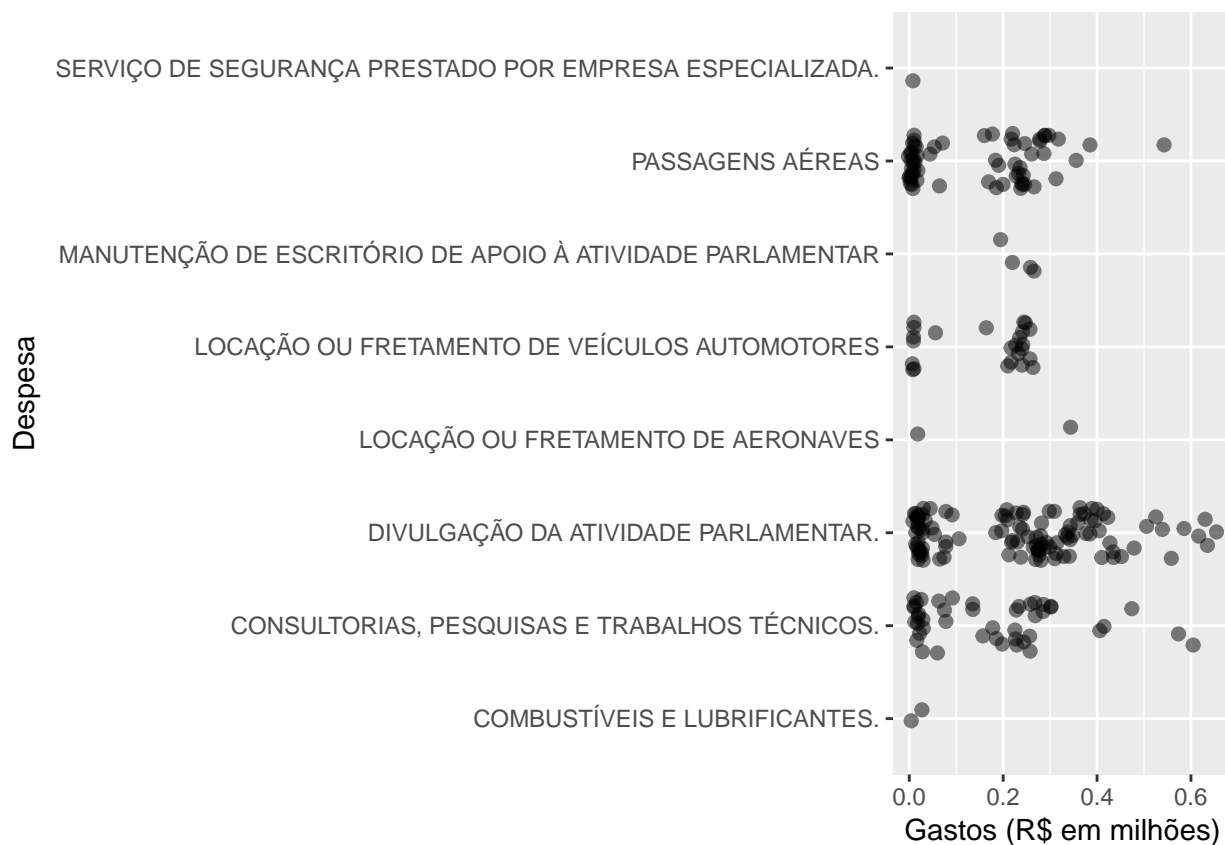 SERVIÇO DE SEGURANÇA PRESTADO POR EMPRESA ESPECIALIZADA.
PASSAGENS AÉREAS
MANUTENÇÃO DE ESCRITÓRIO DE APOIO À ATIVIDADE PARLAMENTAR
LOCAÇÃO OU FRETAMENTO DE VEÍCULOS AUTOMOTORES
LOCAÇÃO OU FRETAMENTO DE AERONAVES
DIVULGAÇÃO DA ATIVIDADE PARLAMENTAR.
CONSULTORIAS, PESQUISAS E TRABALHOS TÉCNICOS.
COMBUSTÍVEIS E LUBRIFICANTES.
Despesa
0.0 0.2 0.4 0.6
Gastos (R$ em milhões)